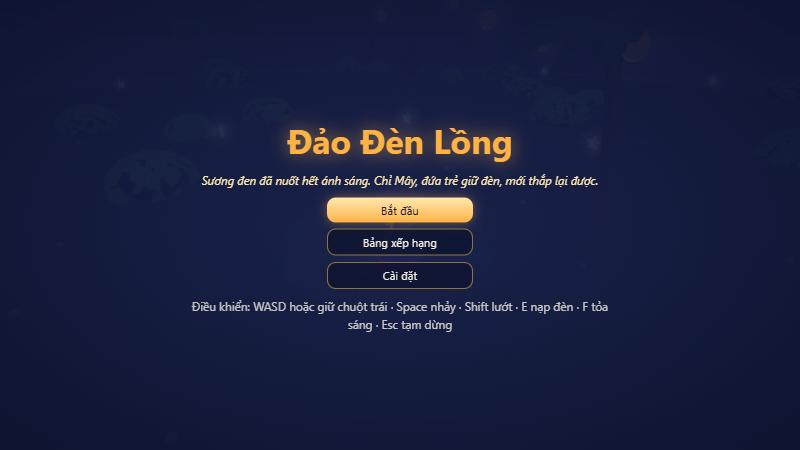 Đảo Đèn Lồng
Sương đen đã nuốt hết ánh sáng. Chỉ Mây, đứa trẻ giữ đèn, mới thắp lại được.
Bắt đầu
Bảng xếp hạng
Cài đặt
Điều khiển: WASD hoặc giữ chuột trái · Space nhảy · Shift lướt · E nạp đèn · F tỏa
sáng · Esc tạm dừng